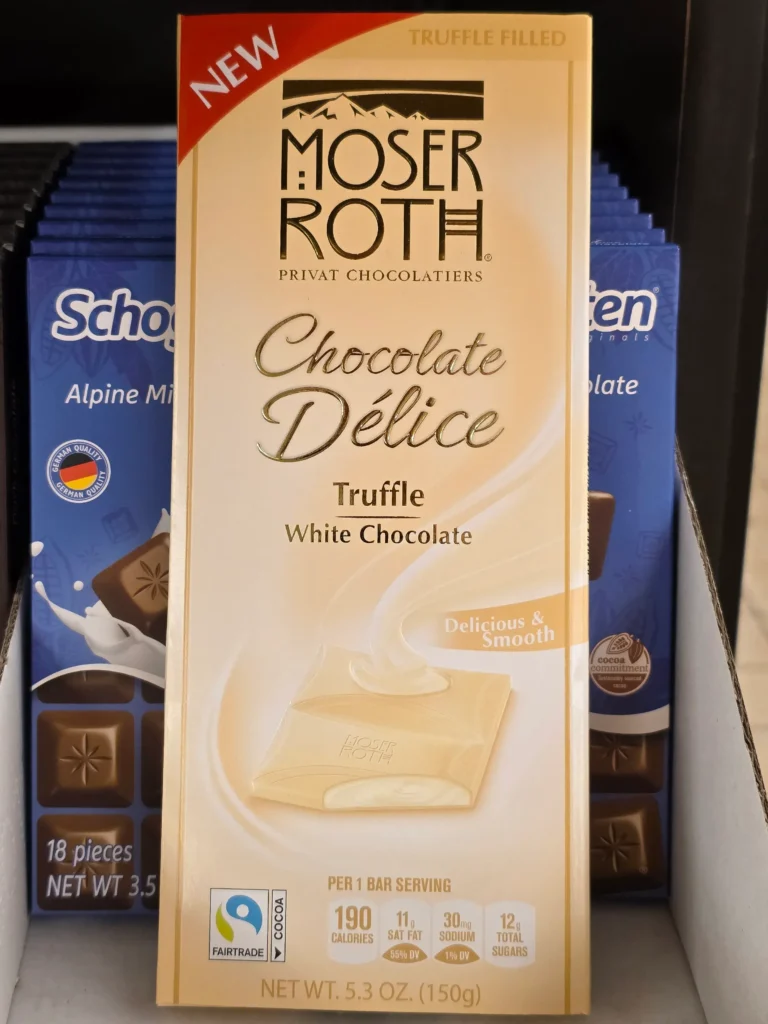 NEW
TRUFFLE FILLED
MOSER
ROTH®
PRIVAT CHOCOLATIERS
Chocolate
Délice
Truffle
White Chocolate
Delicious &
Smooth
MOSER
ROTH
PER 1 BAR SERVING
190
CALORIES
11g
SAT FAT
55% DV
30mg
SODIUM
1% DV
12g
TOTAL
SUGARS
FAIRTRADE
COCOA
NET WT. 5.3 OZ. (150g)
Scho
Alpine Mi
GERMAN QUALITY
GERMAN QUALITY
18 pieces
NET WT 3.5
ten
ginals
olate
cocoa
commitment